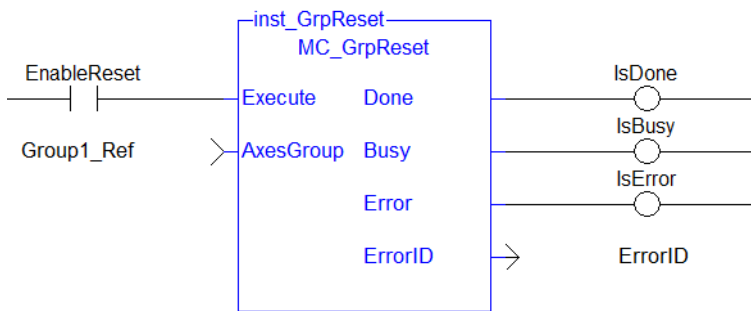 inst_GrpReset
MC_GrpReset
EnableReset
IsDone
Execute Done
IsBusy
Group1_Ref AxesGroup Busy
IsError
Error
ErrorID ErrorID